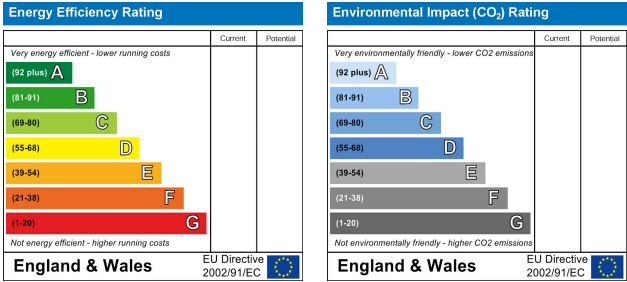 Energy Efficiency Rating
Current Potential
Very energy efficient - lower running costs
(92 plus) A
(81-91) B
(69-80) C
(55-68) D
(39-54) E
(21-38) F
(1-20) G
Not energy efficient - higher running costs
England & Wales
EU Directive
2002/91/EC
Environmental Impact (CO₂) Rating
Current Potential
Very environmentally friendly - lower CO2 emissions
(92 plus) A
(81-91) B
(69-80) C
(55-68) D
(39-54) E
(21-38) F
(1-20) G
Not environmentally friendly - higher CO2 emissions
England & Wales
EU Directive
2002/91/EC